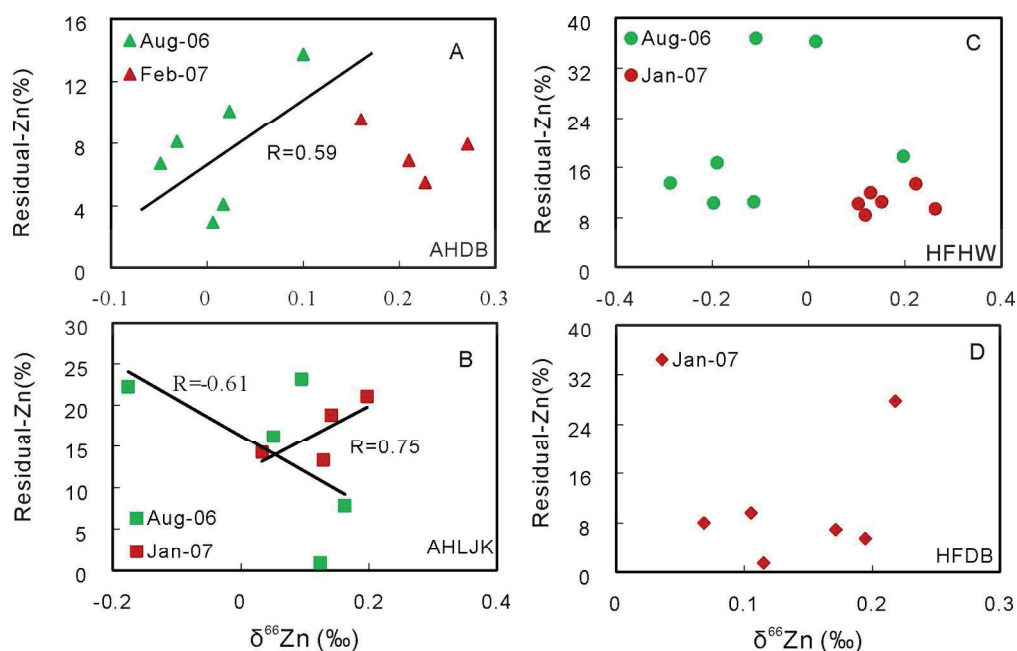 16
12
8
4
0
Residual-Zn(%)
Aug-06
Feb-07
A
R=0.59
AHDB
-0.1
0
0.1
0.2
0.3
40
32
24
16
8
0
Residual-Zn(%)
Aug-06
Jan-07
C
HFHW
-0.4
-0.2
0
0.2
0.4
30
25
20
15
10
5
0
Residual-Zn(%)
B
R=-0.61
R=0.75
Aug-06
Jan-07
AHLJK
-0.2
0
0.2
0.4
δ⁶⁶Zn (‰)
40
32
24
16
8
0
Residual-Zn(%)
Jan-07
D
HFDB
0
0.1
0.2
0.3
δ⁶⁶Zn (‰)